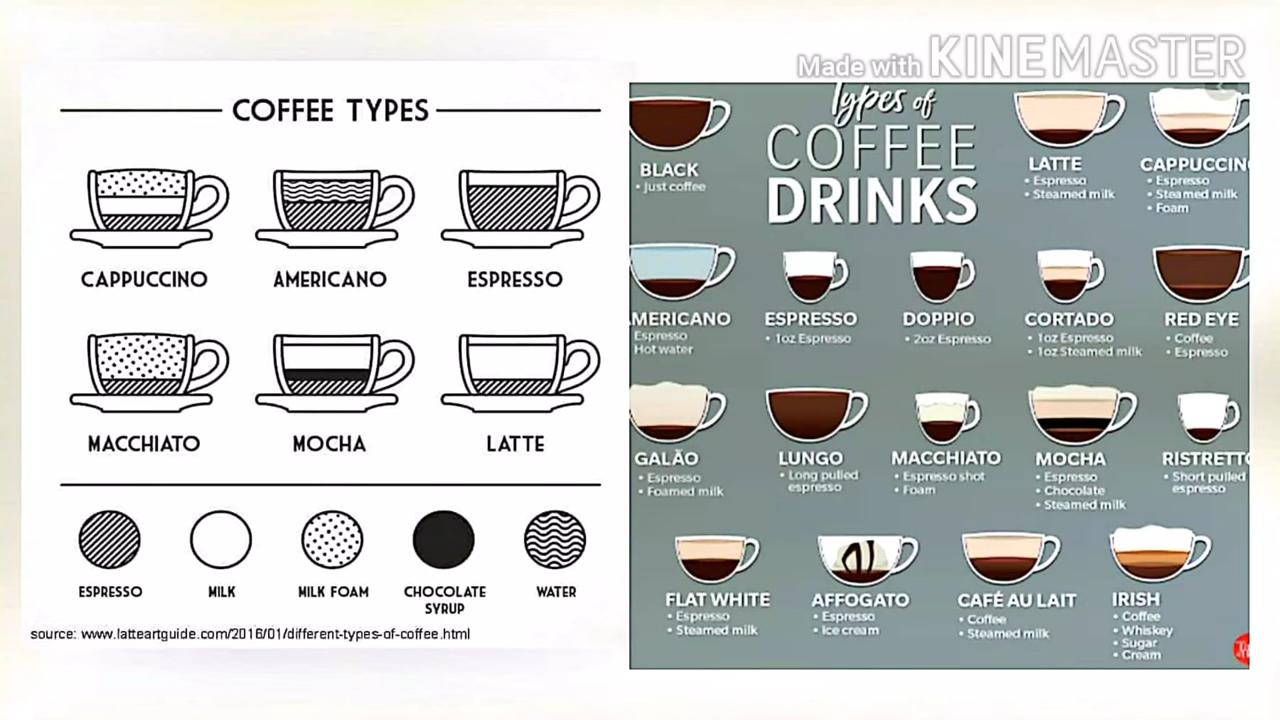 Made with KINEMASTER
COFFEE TYPES
CAPPUCCINO
AMERICANO
ESPRESSO
MACCHIATO
MOCHA
LATTE
ESPRESSO
MILK
MILK FOAM
CHOCOLATE
SYRUP
WATER
source: www.latteartguide.com/2016/01/different-types-of-coffee.html
Types of
COFFEE
DRINKS
BLACK
• Just coffee
LATTE
• Espresso
• Steamed milk
CAPPUCCIN
• Espresso
• Steamed milk
• Foam
MERICANO
Espresso
Hot water
ESPRESSO
• 1oz Espresso
DOPPIO
• 2oz Espresso
CORTADO
• 1oz Espresso
• 1oz Steamed milk
RED EYE
• Coffee
• Espresso
GALÃO
• Espresso
• Foamed milk
LUNGO
• Long pulled
espresso
MACCHIATO
• Espresso shot
• Foam
MOCHA
• Espresso
• Chocolate
• Steamed milk
RISTRETT
• Short pulled
espresso
FLAT WHITE
• Espresso
• Steamed milk
AFFOGATO
• Espresso
• Ice cream
CAFÉ AU LAIT
• Coffee
• Steamed milk
IRISH
• Coffee
• Whiskey
• Sugar
• Cream